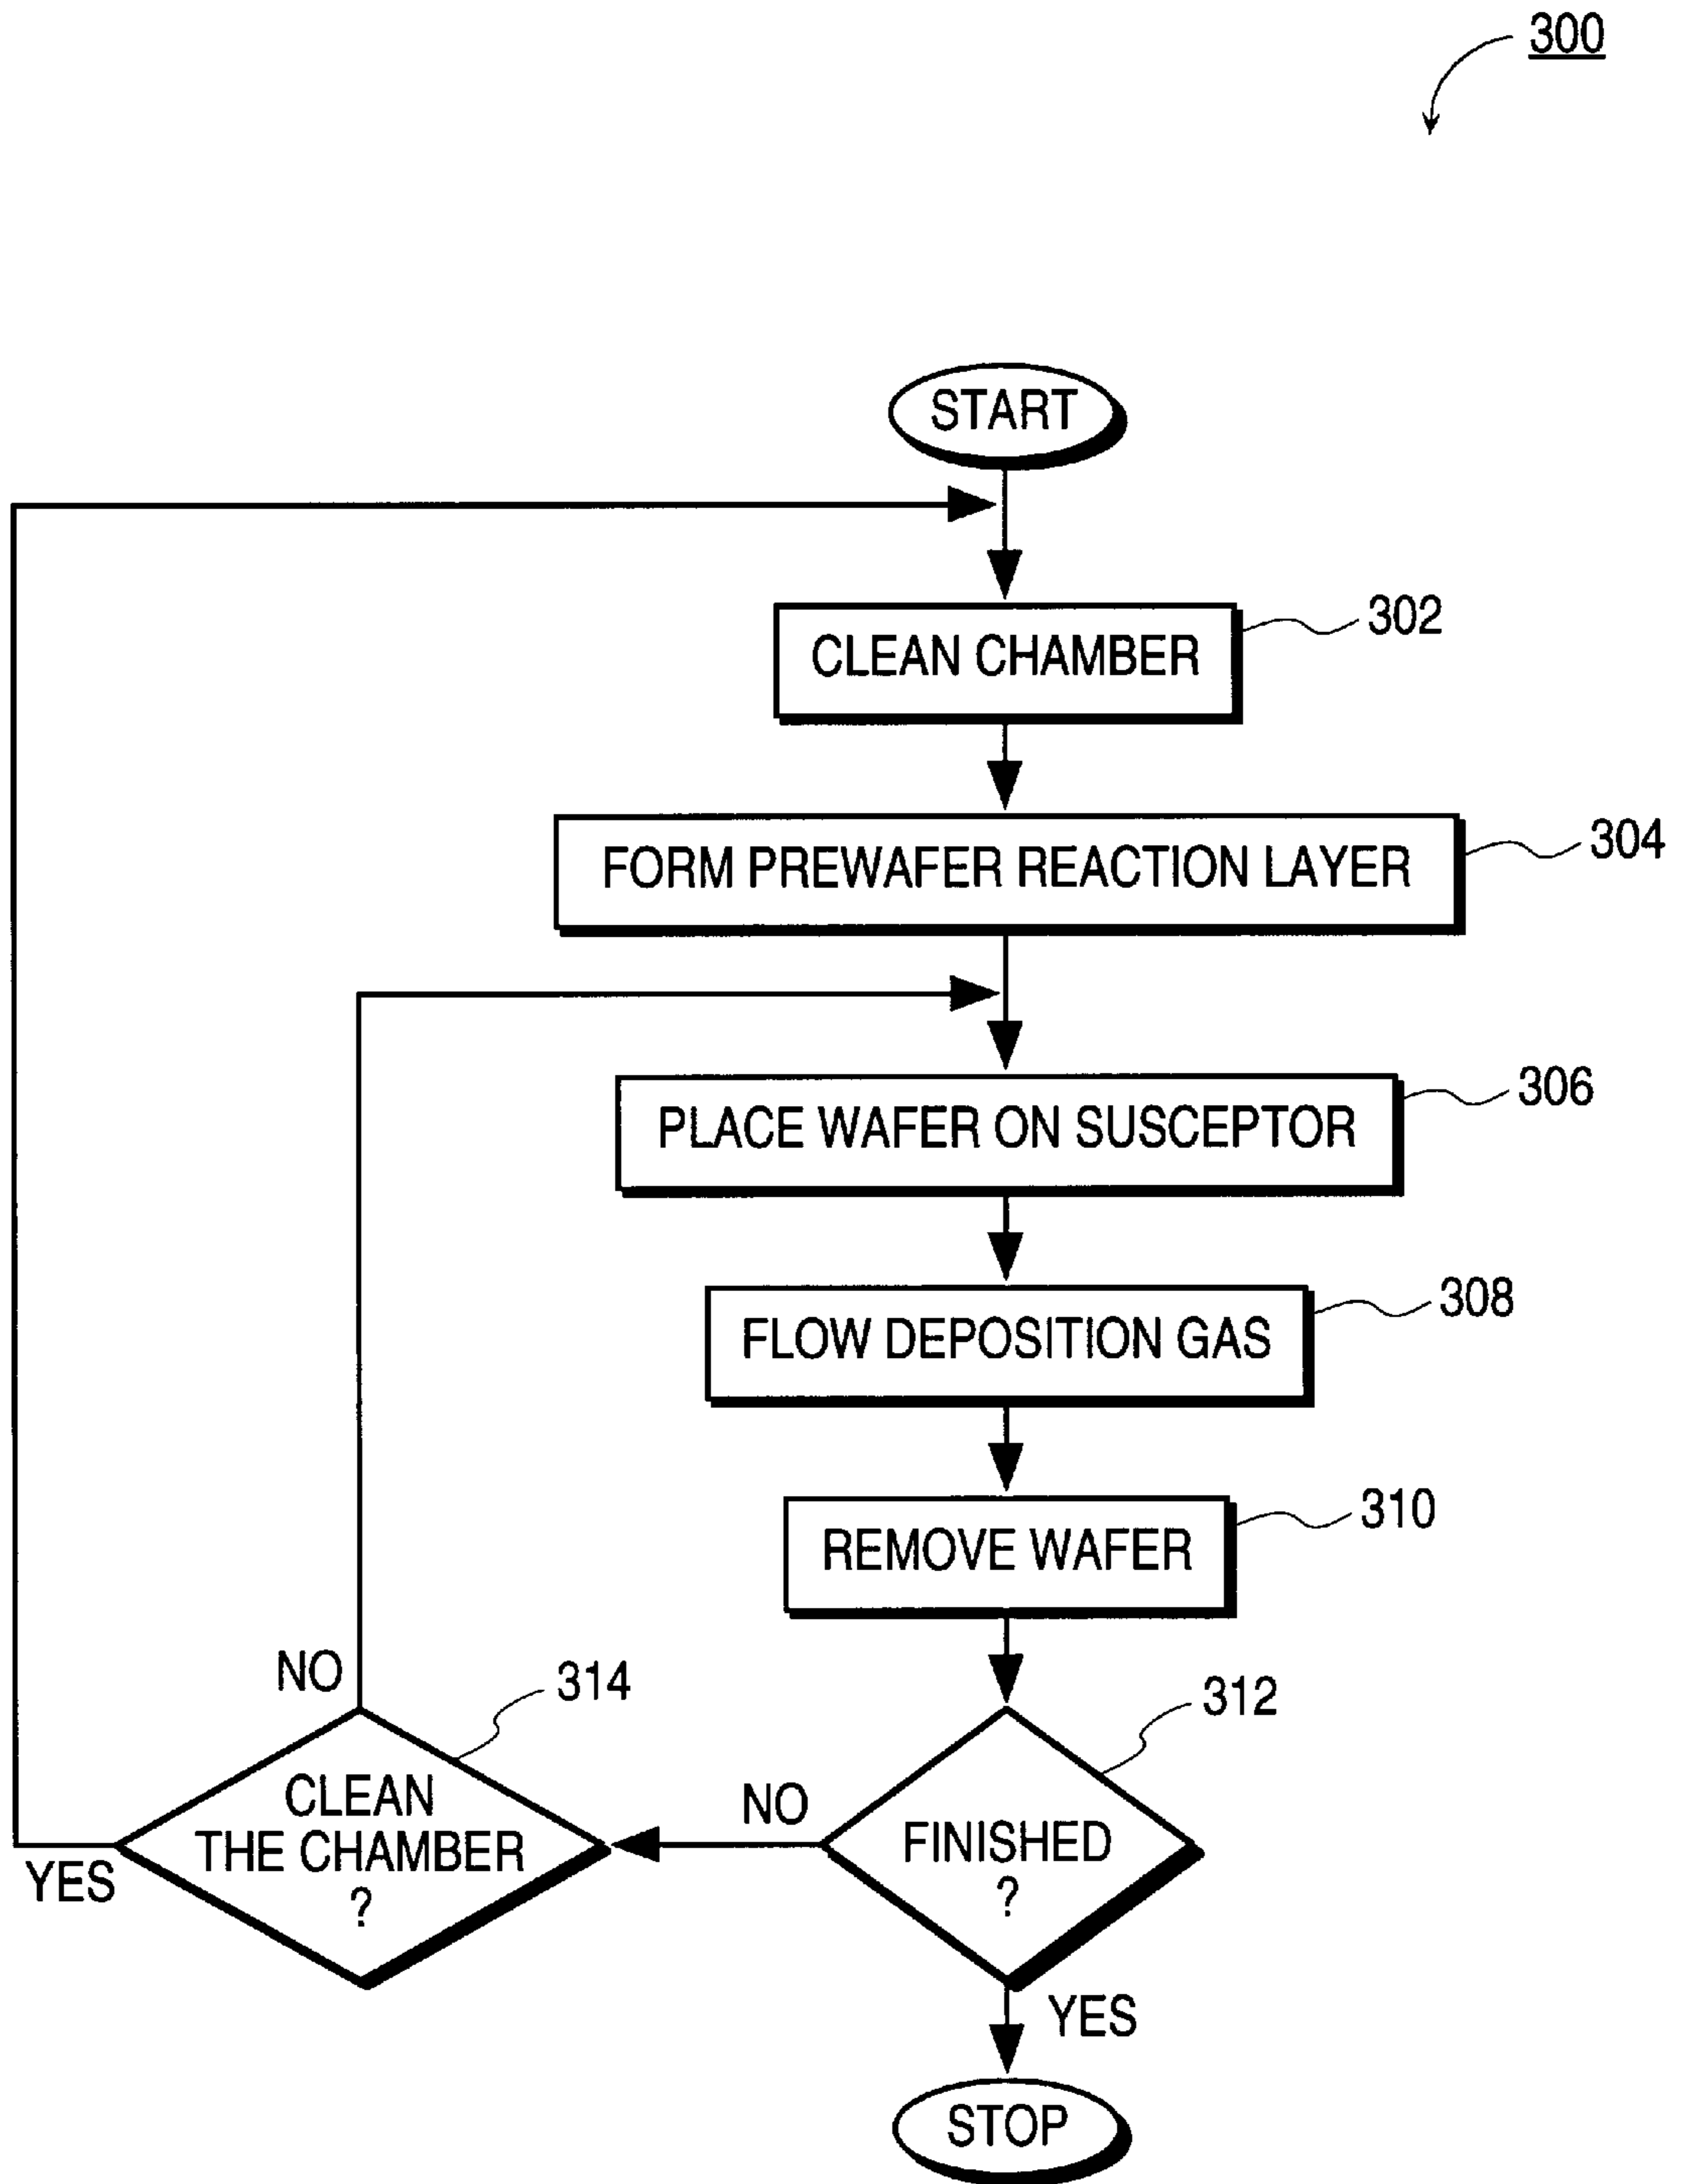 300
START
CLEAN CHAMBER
302
FORM PREWAFER REACTION LAYER
304
PLACE WAFER ON SUSCEPTOR
306
FLOW DEPOSITION GAS
308
REMOVE WAFER
310
NO
314
312
CLEAN
THE CHAMBER
?
YES
NO
FINISHED
?
YES
STOP